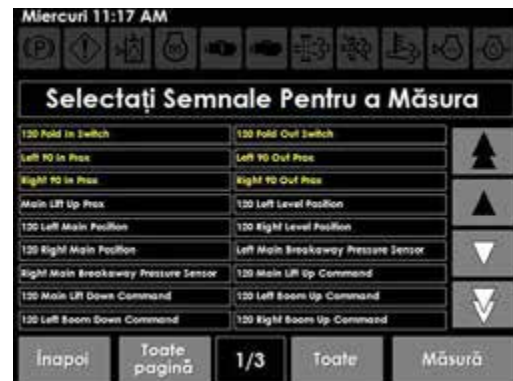 Miercuri 11:17 AM
Selectați Semnale Pentru a Măsura
120 Fold In Switch
120 Fold Out Switch
Left 90 In Prox
Left 90 Out Prox
Right 90 In Prox
Right 90 Out Prox
Main Lift Up Prox
120 Left Level Position
120 Left Main Position
120 Right Level Position
120 Right Main Position
Left Main Breakaway Pressure Sensor
Right Main Breakaway Pressure Sensor
120 Main Lift Up Command
120 Main Lift Down Command
120 Left Boom Up Command
120 Left Boom Down Command
120 Right Boom Up Command
Înapoi
Toate pagină
1/3
Toate
Măsură